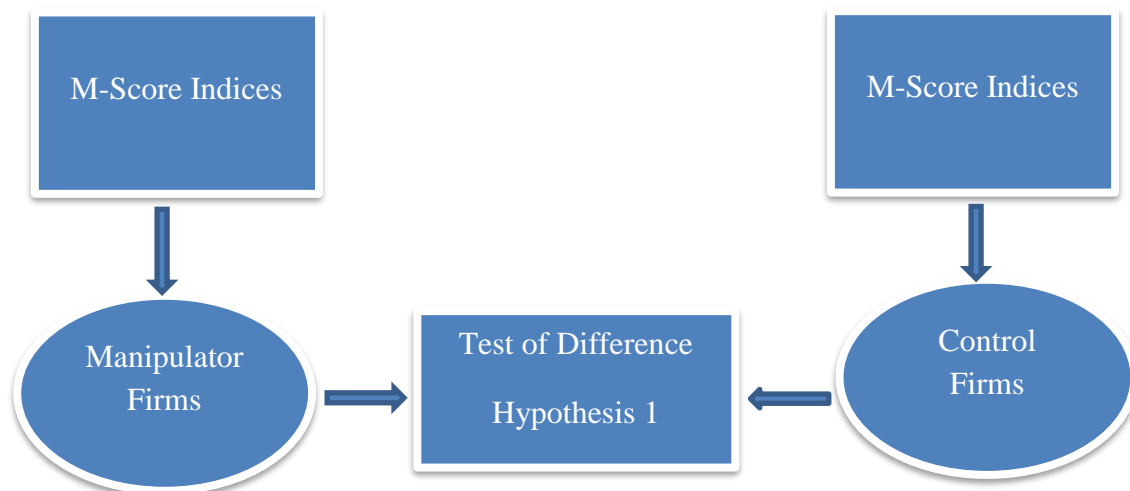 M-Score Indices
M-Score Indices
Manipulator
Firms
Test of Difference
Hypothesis 1
Control
Firms